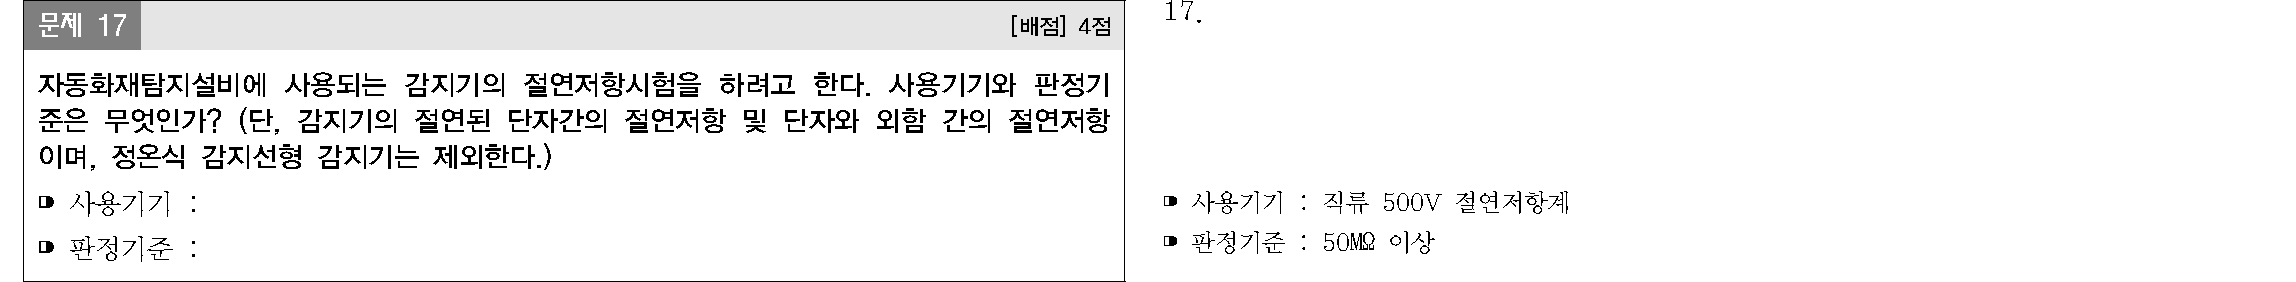 문제 17
[배점] 4점
자동화재탐지설비에 사용되는 감지기의 절연저항시험을 하려고 한다. 사용기기와 판정기
준은 무엇인가? (단, 감지기의 절연된 단자간의 절연저항 및 단자와 외함 간의 절연저항
이며, 정온식 감지선형 감지기는 제외한다.)
사용기기 :
판정기준 :
17.
사용기기 : 직류 500V 절연저항계
판정기준 : 50㏁ 이상